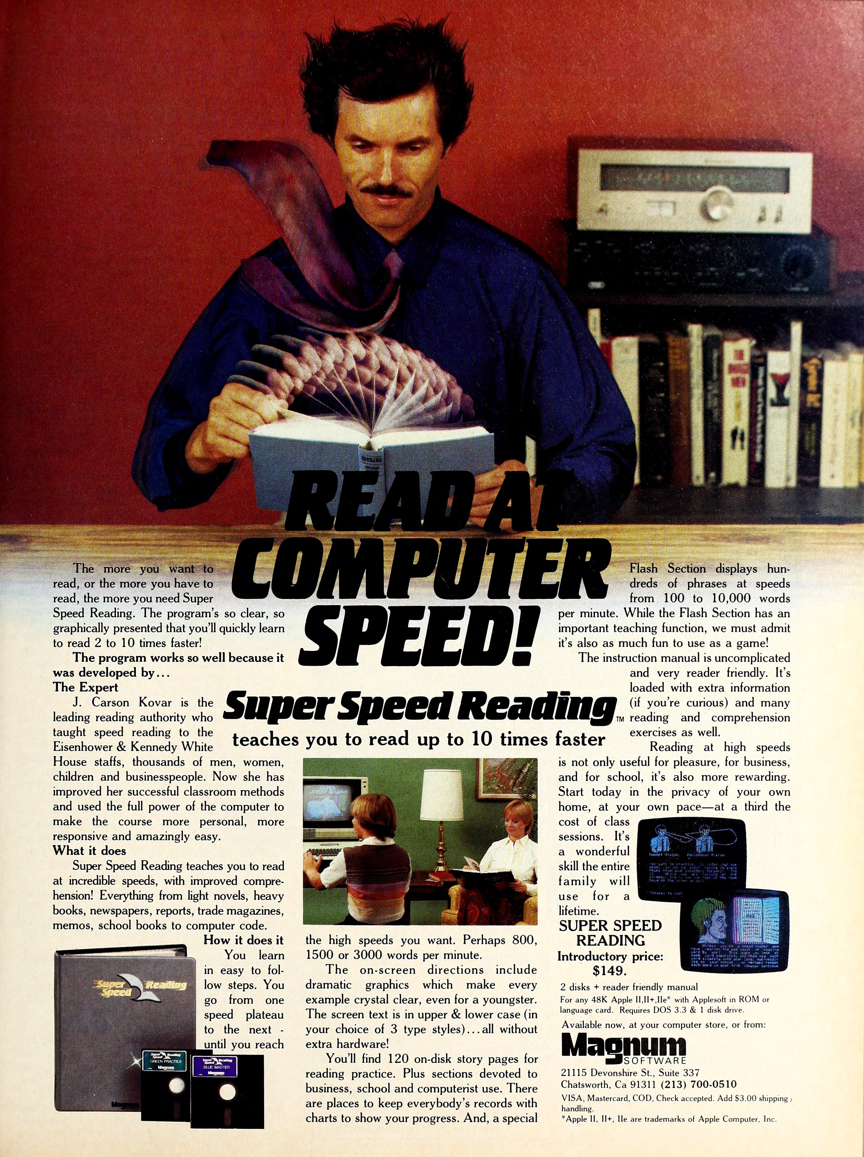 READ AT
COMPUTER
SPEED!
Super Speed Reading™
teaches you to read up to 10 times faster
The more you want to
read, or the more you have to
read, the more you need Super
Speed Reading. The program's so clear, so
graphically presented that you'll quickly learn
to read 2 to 10 times faster!
The program works so well because it
was developed by...
The Expert
J. Carson Kovar is the
leading reading authority who
taught speed reading to the
Eisenhower & Kennedy White
House staffs, thousands of men, women,
children and businesspeople. Now she has
improved her successful classroom methods
and used the full power of the computer to
make the course more personal, more
responsive and amazingly easy.
What it does
Super Speed Reading teaches you to read
at incredible speeds, with improved compre-
hension! Everything from light novels, heavy
books, newspapers, reports, trade magazines,
memos, school books to computer code.
How it does it
You learn
in easy to fol-
low steps. You
go from one
speed plateau
to the next -
until you reach
Super
Speed Reading
GREEN PRACTICE
Magnum
BLUE MASTER
Magnum
the high speeds you want. Perhaps 800,
1500 or 3000 words per minute.
The on-screen directions include
dramatic graphics which make every
example crystal clear, even for a youngster.
The screen text is in upper & lower case (in
your choice of 3 type styles)...all without
extra hardware!
You'll find 120 on-disk story pages for
reading practice. Plus sections devoted to
business, school and computerist use. There
are places to keep everybody's records with
charts to show your progress. And, a special
Flash Section displays hun-
dreds of phrases at speeds
from 100 to 10,000 words
per minute. While the Flash Section has an
important teaching function, we must admit
it's also as much fun to use as a game!
The instruction manual is uncomplicated
and very reader friendly. It's
loaded with extra information
(if you're curious) and many
reading and comprehension
exercises as well.
Reading at high speeds
is not only useful for pleasure, for business,
and for school, it's also more rewarding.
Start today in the privacy of your own
home, at your own pace—at a third the
cost of class
sessions. It's
a wonderful
skill the entire
family will
use for a
lifetime.
SUPER SPEED
READING
Introductory price:
$149.
2 disks + reader friendly manual
For any 48K Apple II,II+,IIe* with Applesoft in ROM or
language card. Requires DOS 3.3 & 1 disk drive.
Available now, at your computer store, or from:
Magnum
SOFTWARE
21115 Devonshire St., Suite 337
Chatsworth, Ca 91311 (213) 700-0510
VISA, Mastercard, COD, Check accepted. Add $3.00 shipping /
handling.
*Apple II, II+, IIe are trademarks of Apple Computer, Inc.